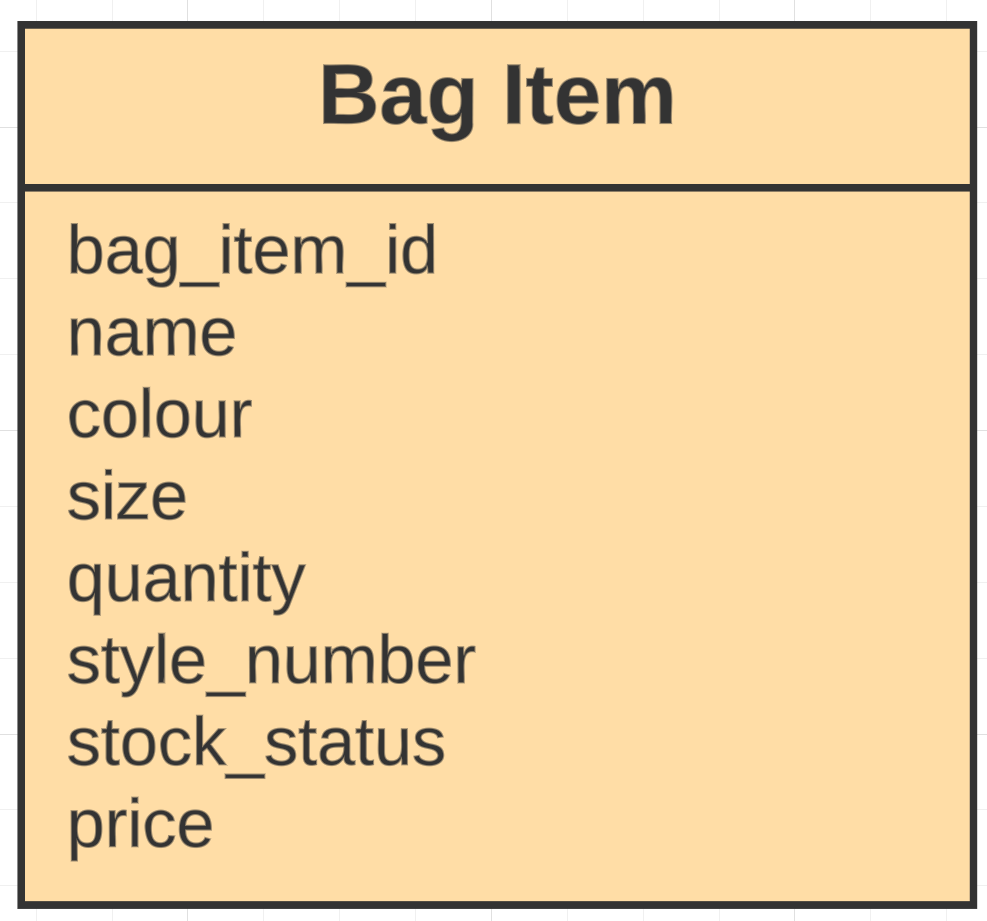 Bag Item
bag_item_id
name
colour
size
quantity
style_number
stock_status
price